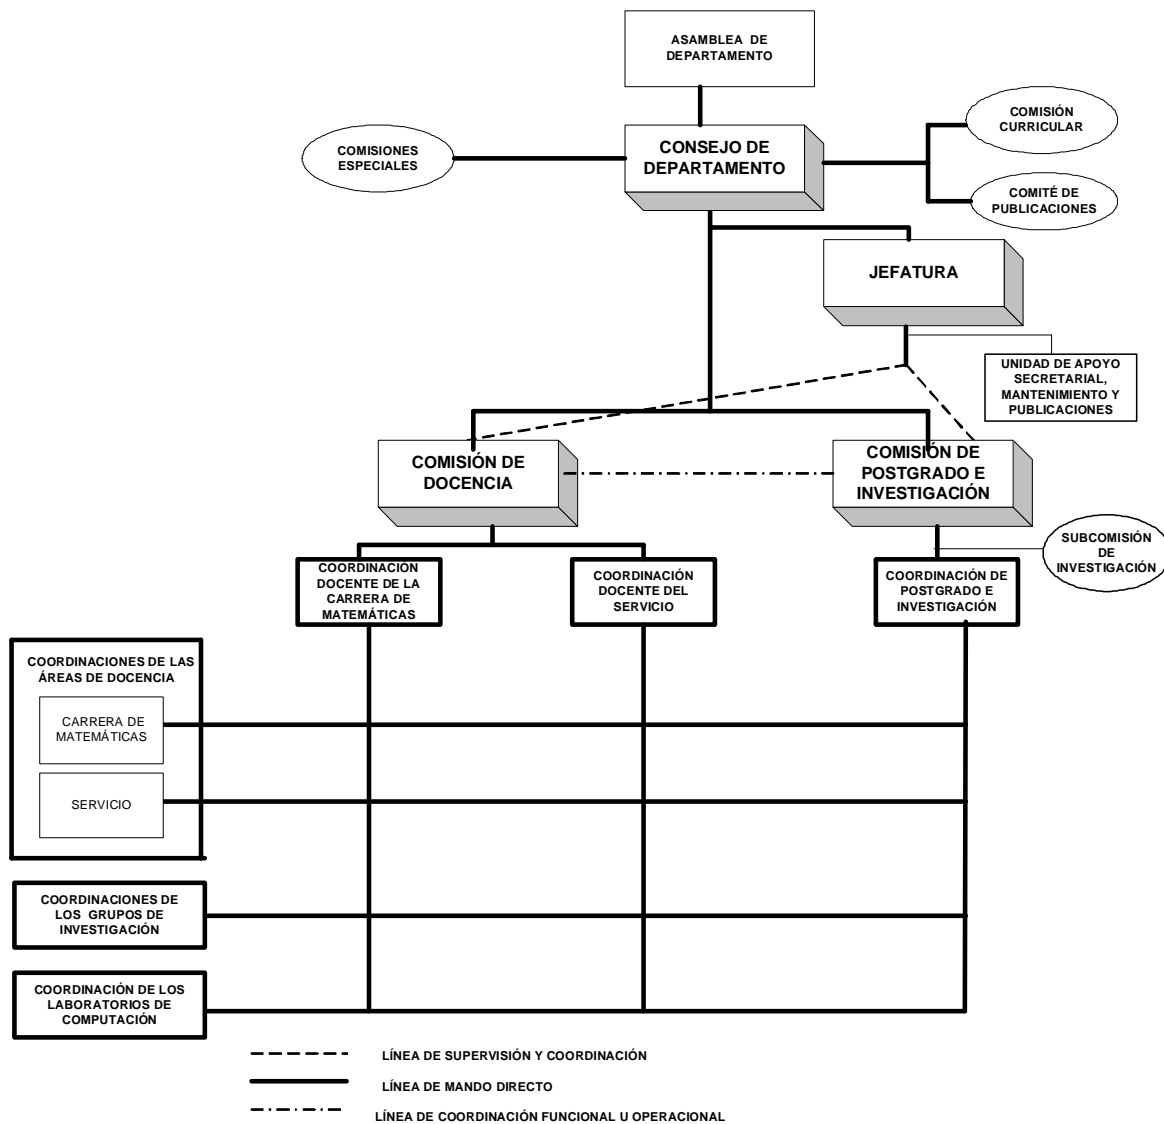 ASAMBLEA DE
DEPARTAMENTO
COMISIÓN
CURRICULAR
COMISIONES
ESPECIALES
CONSEJO DE
DEPARTAMENTO
COMITÉ DE
PUBLICACIONES
JEFATURA
UNIDAD DE APOYO
SECRETARIAL,
MANTENIMIENTO Y
PUBLICACIONES
COMISIÓN DE
DOCENCIA
COMISIÓN DE
POSTGRADO E
INVESTIGACIÓN
SUBCOMISIÓN
DE
INVESTIGACIÓN
COORDINACIÓN
DOCENTE DE LA
CARRERA DE
MATEMÁTICAS
COORDINACIÓN
DOCENTE DEL
SERVICIO
COORDINACIÓN DE
POSTGRADO E
INVESTIGACIÓN
COORDINACIONES DE LAS
ÁREAS DE DOCENCIA
CARRERA DE
MATEMÁTICAS
SERVICIO
COORDINACIONES DE
LOS GRUPOS DE
INVESTIGACIÓN
COORDINACIÓN DE LOS
LABORATORIOS DE
COMPUTACIÓN
LÍNEA DE SUPERVISIÓN Y COORDINACIÓN
LÍNEA DE MANDO DIRECTO
LÍNEA DE COORDINACIÓN FUNCIONAL U OPERACIONAL